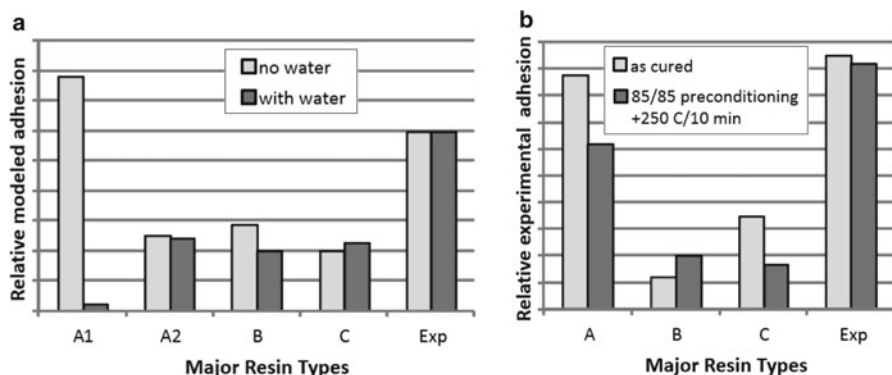 a
Relative modeled adhesion
no water
with water
A1 A2 B C Exp
Major Resin Types
b
Relative experimental adhesion
as cured
85/85 preconditioning
+250 C/10 min
A B C Exp
Major Resin Types